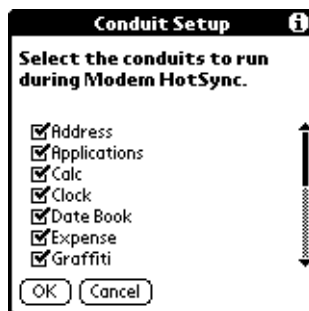 Conduit Setup i
Select the conduits to run
during Modem HotSync.
Address
Applications
Calc
Clock
Date Book
Expense
Graffiti
OK Cancel